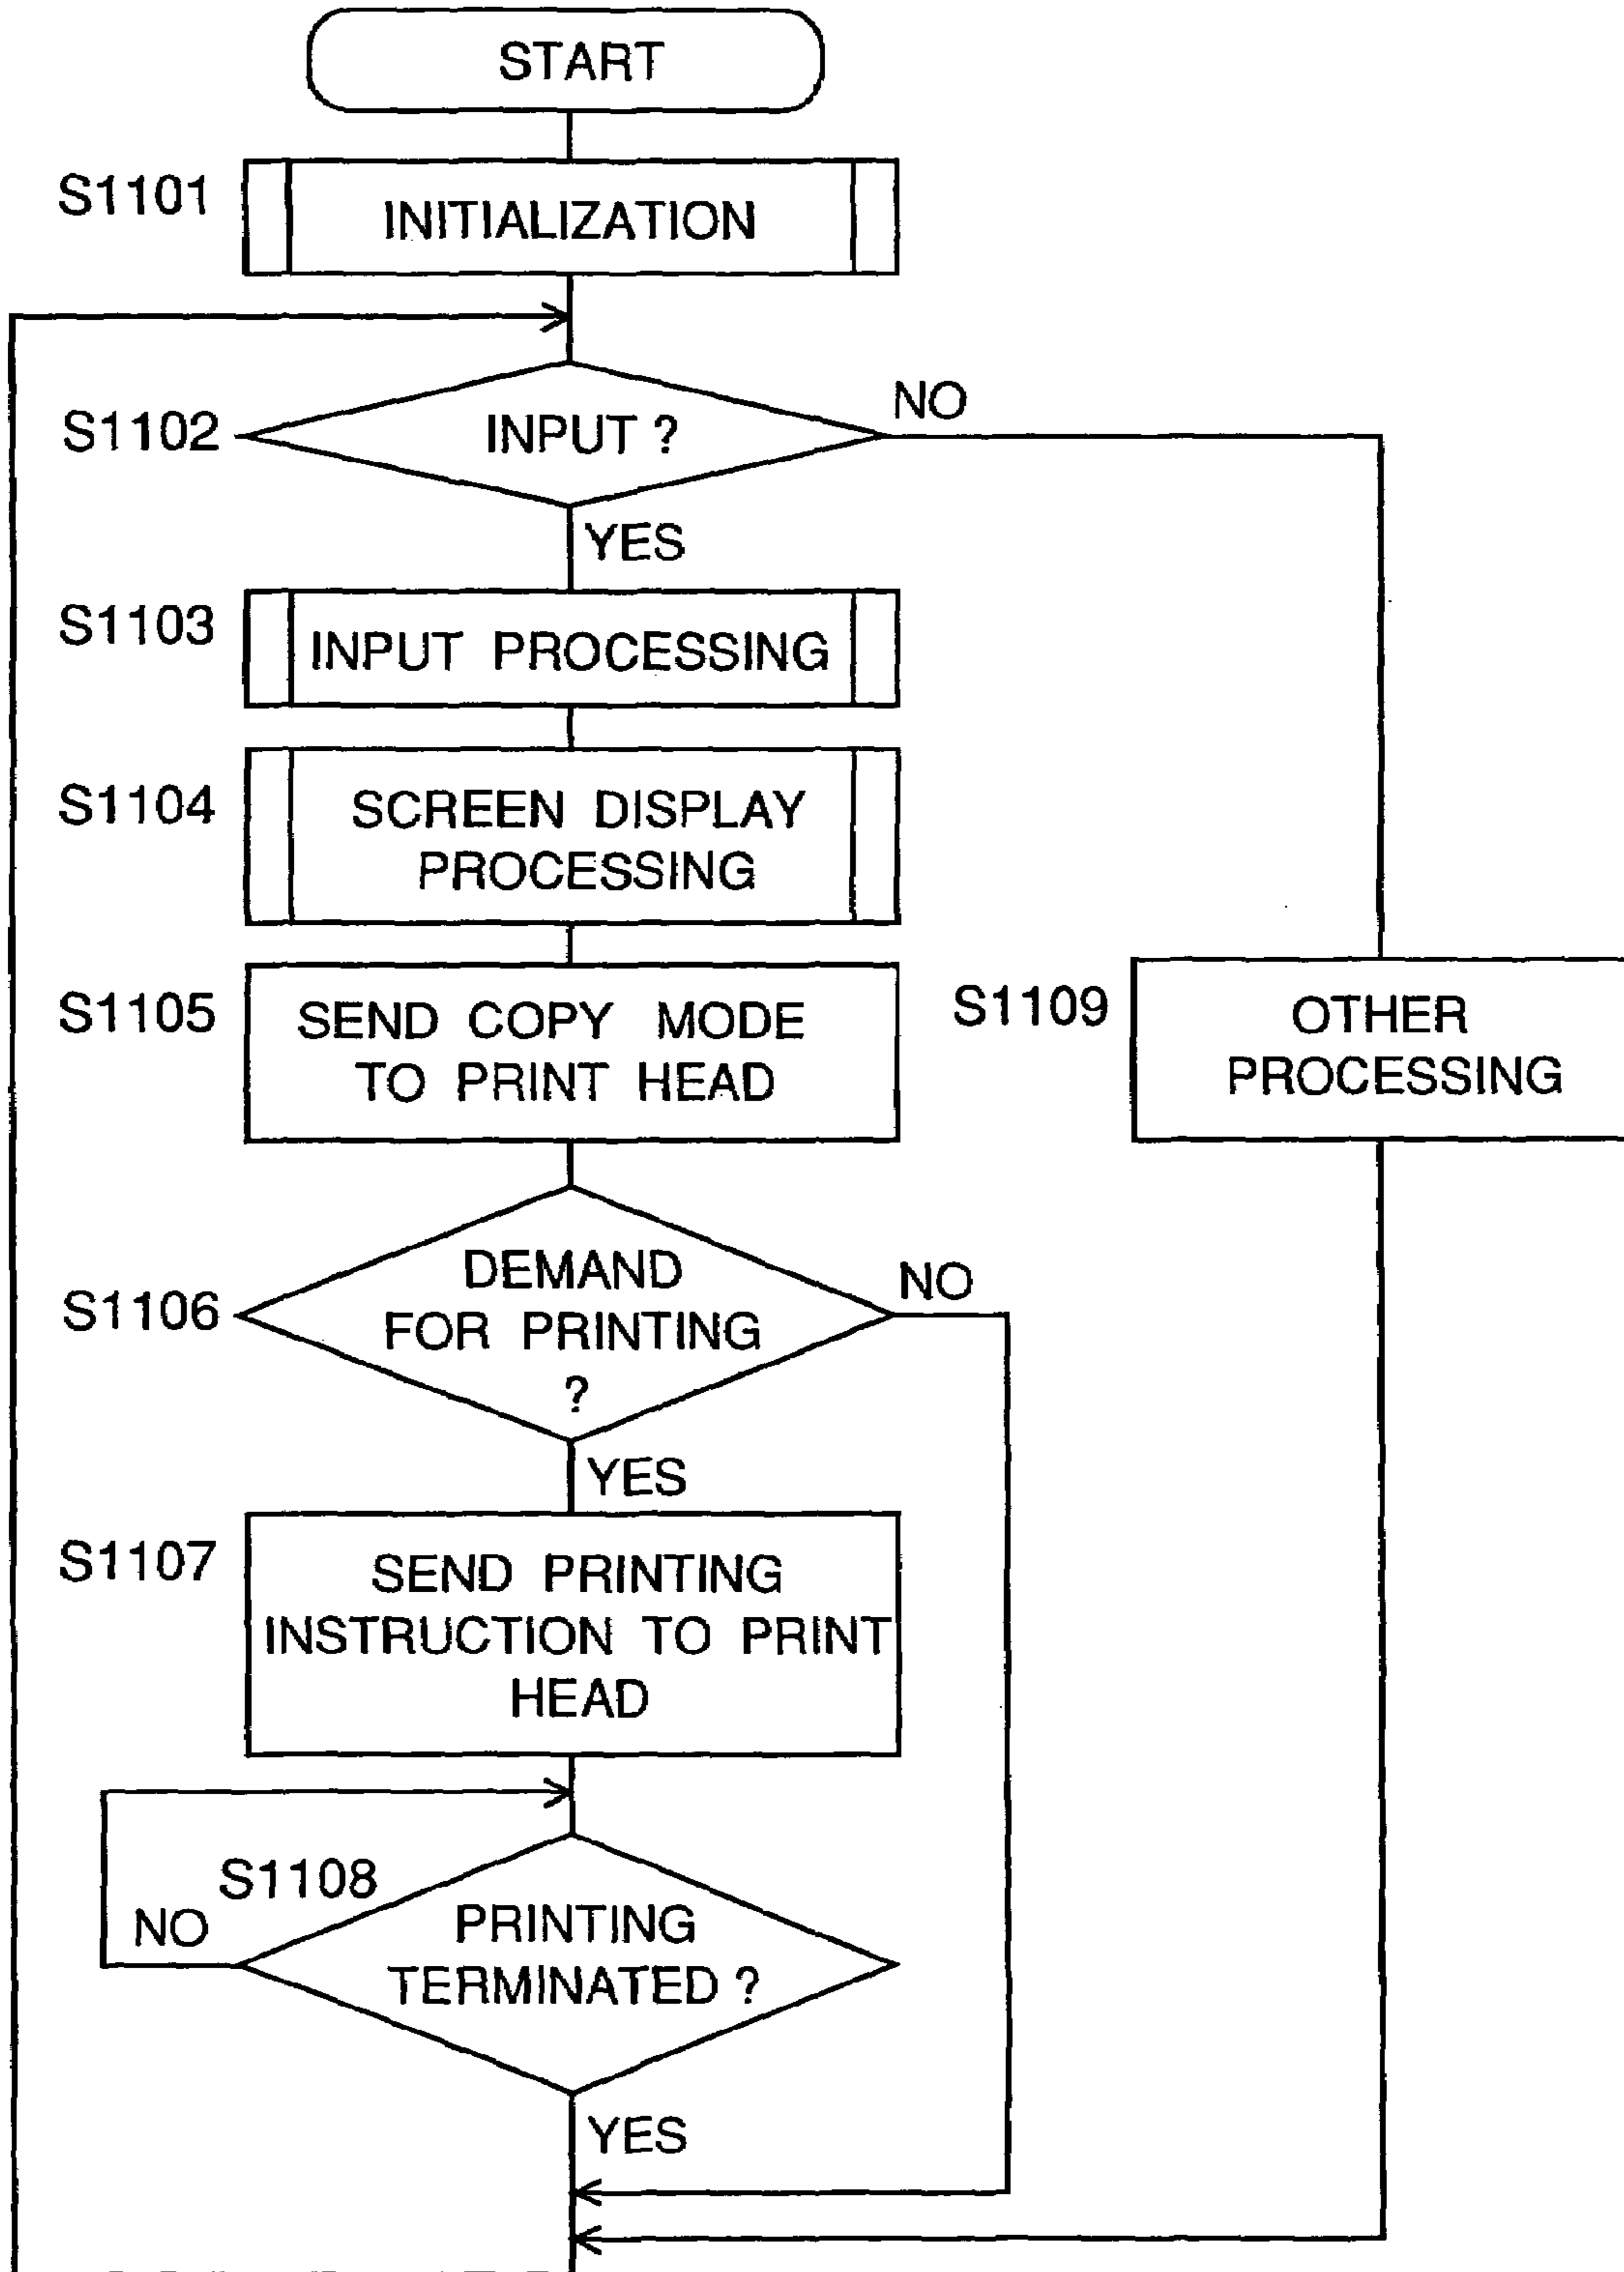 START
S1101
INITIALIZATION
S1102
INPUT ?
NO
YES
S1103
INPUT PROCESSING
S1104
SCREEN DISPLAY
PROCESSING
S1105
SEND COPY MODE
TO PRINT HEAD
S1109
OTHER
PROCESSING
S1106
DEMAND
FOR PRINTING
?
NO
YES
S1107
SEND PRINTING
INSTRUCTION TO PRINT
HEAD
S1108
NO
PRINTING
TERMINATED ?
YES